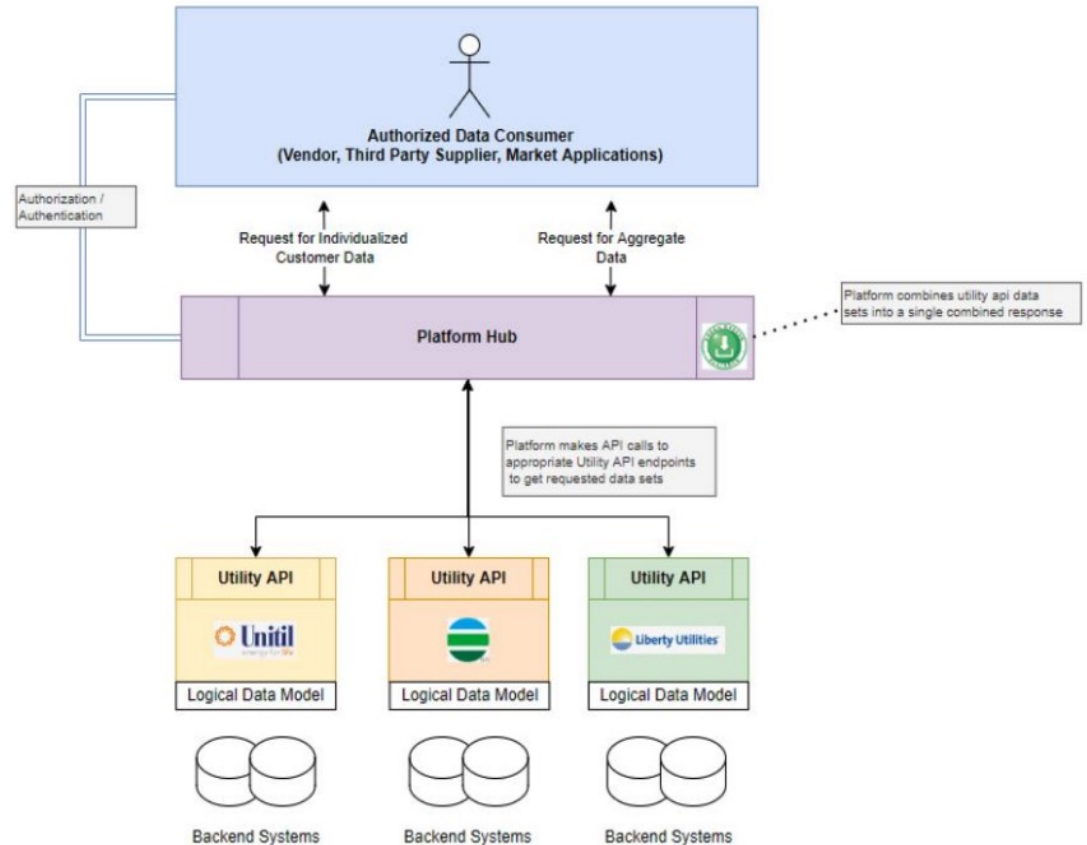 Authorized Data Consumer
(Vendor, Third Party Supplier, Market Applications)
Authorization /
Authentication
Request for Individualized
Customer Data
Request for Aggregate
Data
Platform combines utility api data
sets into a single combined response
Platform Hub
Platform makes API calls to
appropriate Utility API endpoints
to get requested data sets
Utility API
Utility API
Utility API
Unitil
energy for life
Liberty Utilities
Logical Data Model
Logical Data Model
Logical Data Model
Backend Systems
Backend Systems
Backend Systems